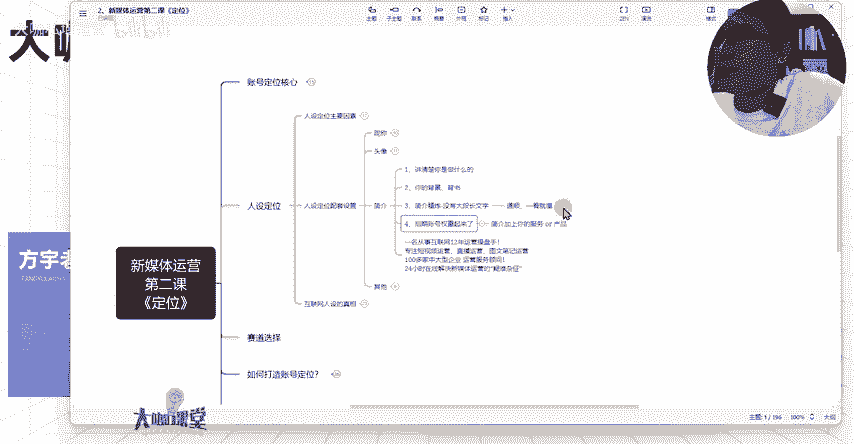 2、新媒体运营第二课《定位》
主题
子主题
概要
外框
标记
插入
演示
样式
大咖
账号定位核心
人设定位主要因素
昵称
头像
1、讲清楚你是做什么的
2、你的背景、背书
人设定位
人设定位配套设置
简介
3、简介精炼 没有大段长文字
通顺、一看就懂
4、后期账号权重起来了
简介加上你的服务 or 产品
一名从事互联网12年运营操盘手！
专注短视频运营、直播运营、图文笔记运营
100多家中大型企业 运营服务顾问！
24小时在线解决新媒体运营的“疑难杂症”
其他
互联网人设的真相
新媒体运营
第二课
《定位》
赛道选择
如何打造账号定位？
方宇老
大咖课堂
主题: 1 / 196
100%
大纲